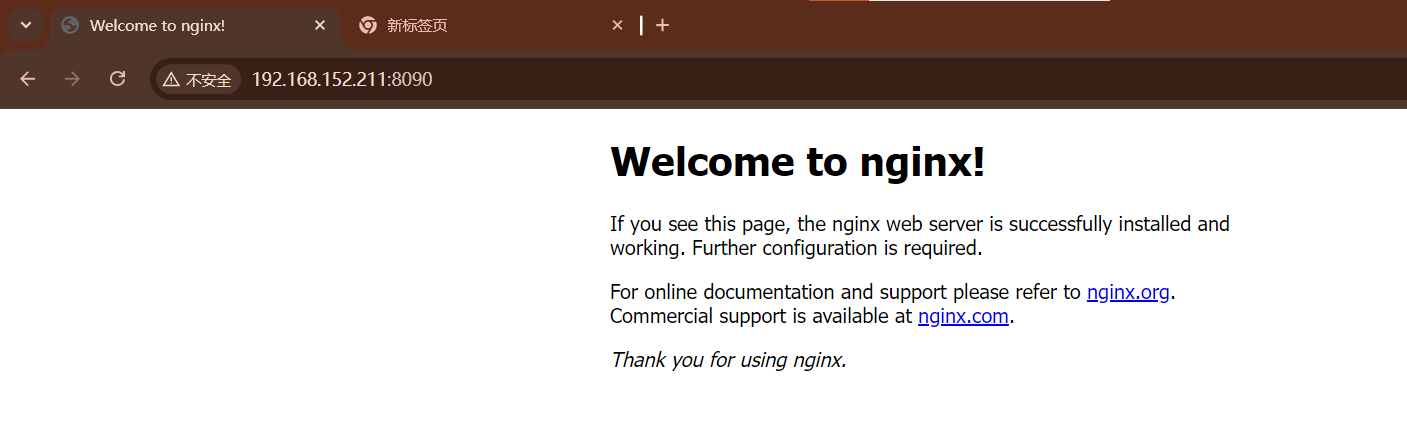 Welcome to nginx!
新标签页
不安全
192.168.152.211:8090
Welcome to nginx!
If you see this page, the nginx web server is successfully installed and
working. Further configuration is required.
For online documentation and support please refer to nginx.org.
Commercial support is available at nginx.com.
Thank you for using nginx.